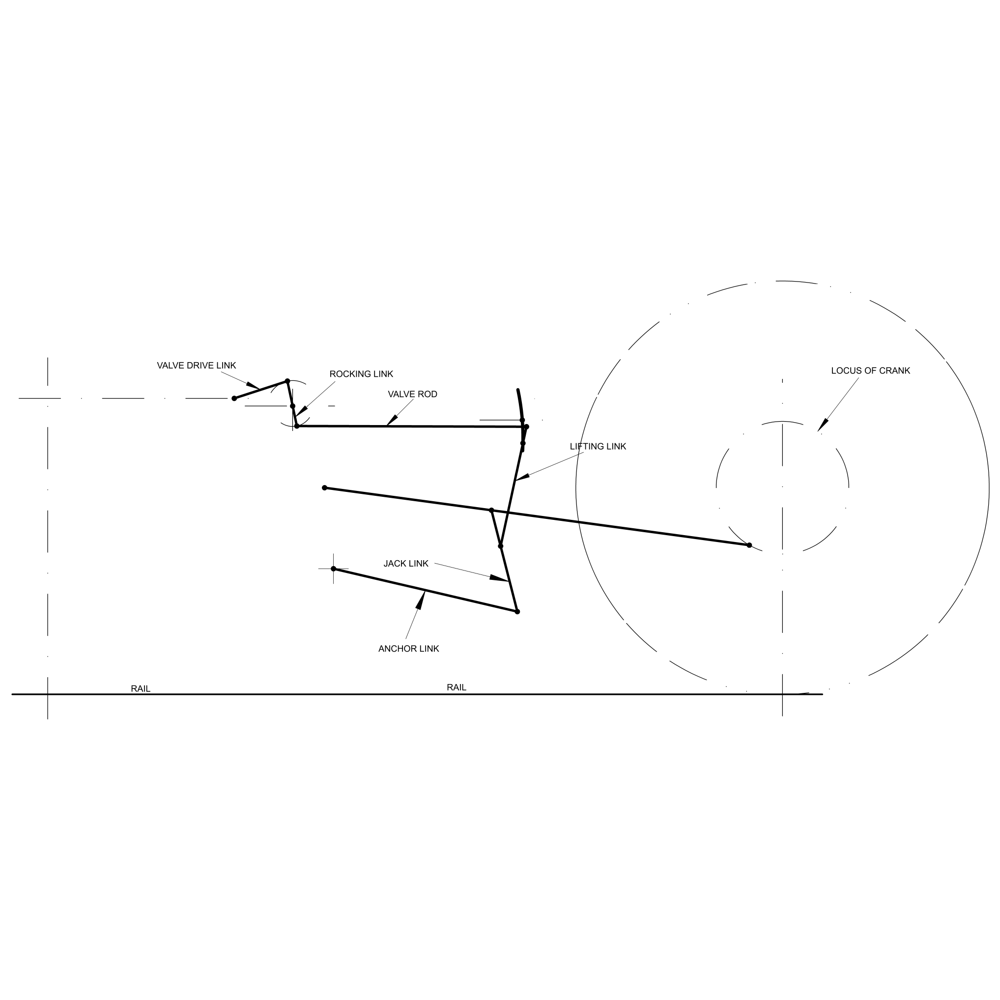 VALVE DRIVE LINK
ROCKING LINK
LOCUS OF CRANK
VALVE ROD
LIFTING LINK
JACK LINK
ANCHOR LINK
RAIL
RAIL